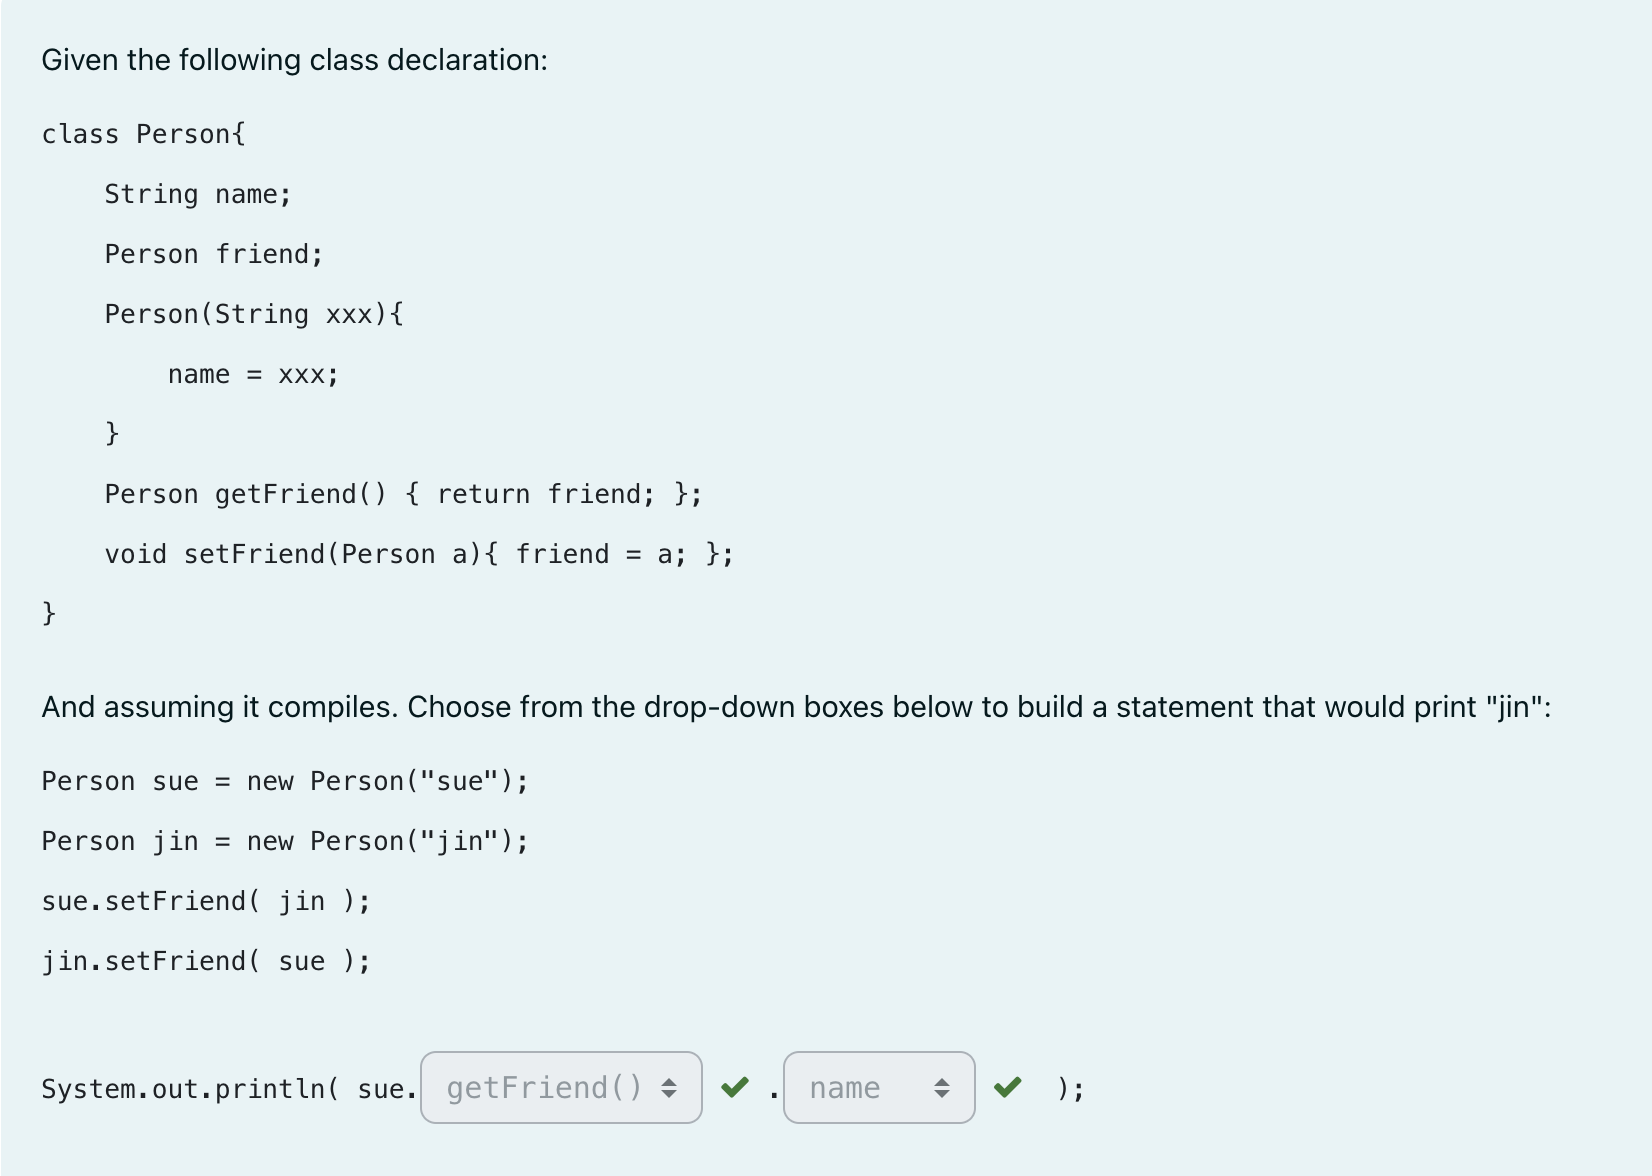 Given the following class declaration:
class Person{
    String name;
    Person friend;
    Person(String xxx){
        name = xxx;
    }
    Person getFriend() { return friend; };
    void setFriend(Person a){ friend = a; };
}
And assuming it compiles. Choose from the drop-down boxes below to build a statement that would print "jin":
Person sue = new Person("sue");
Person jin = new Person("jin");
sue.setFriend( jin );
jin.setFriend( sue );
System.out.println( sue. getFriend() . name );